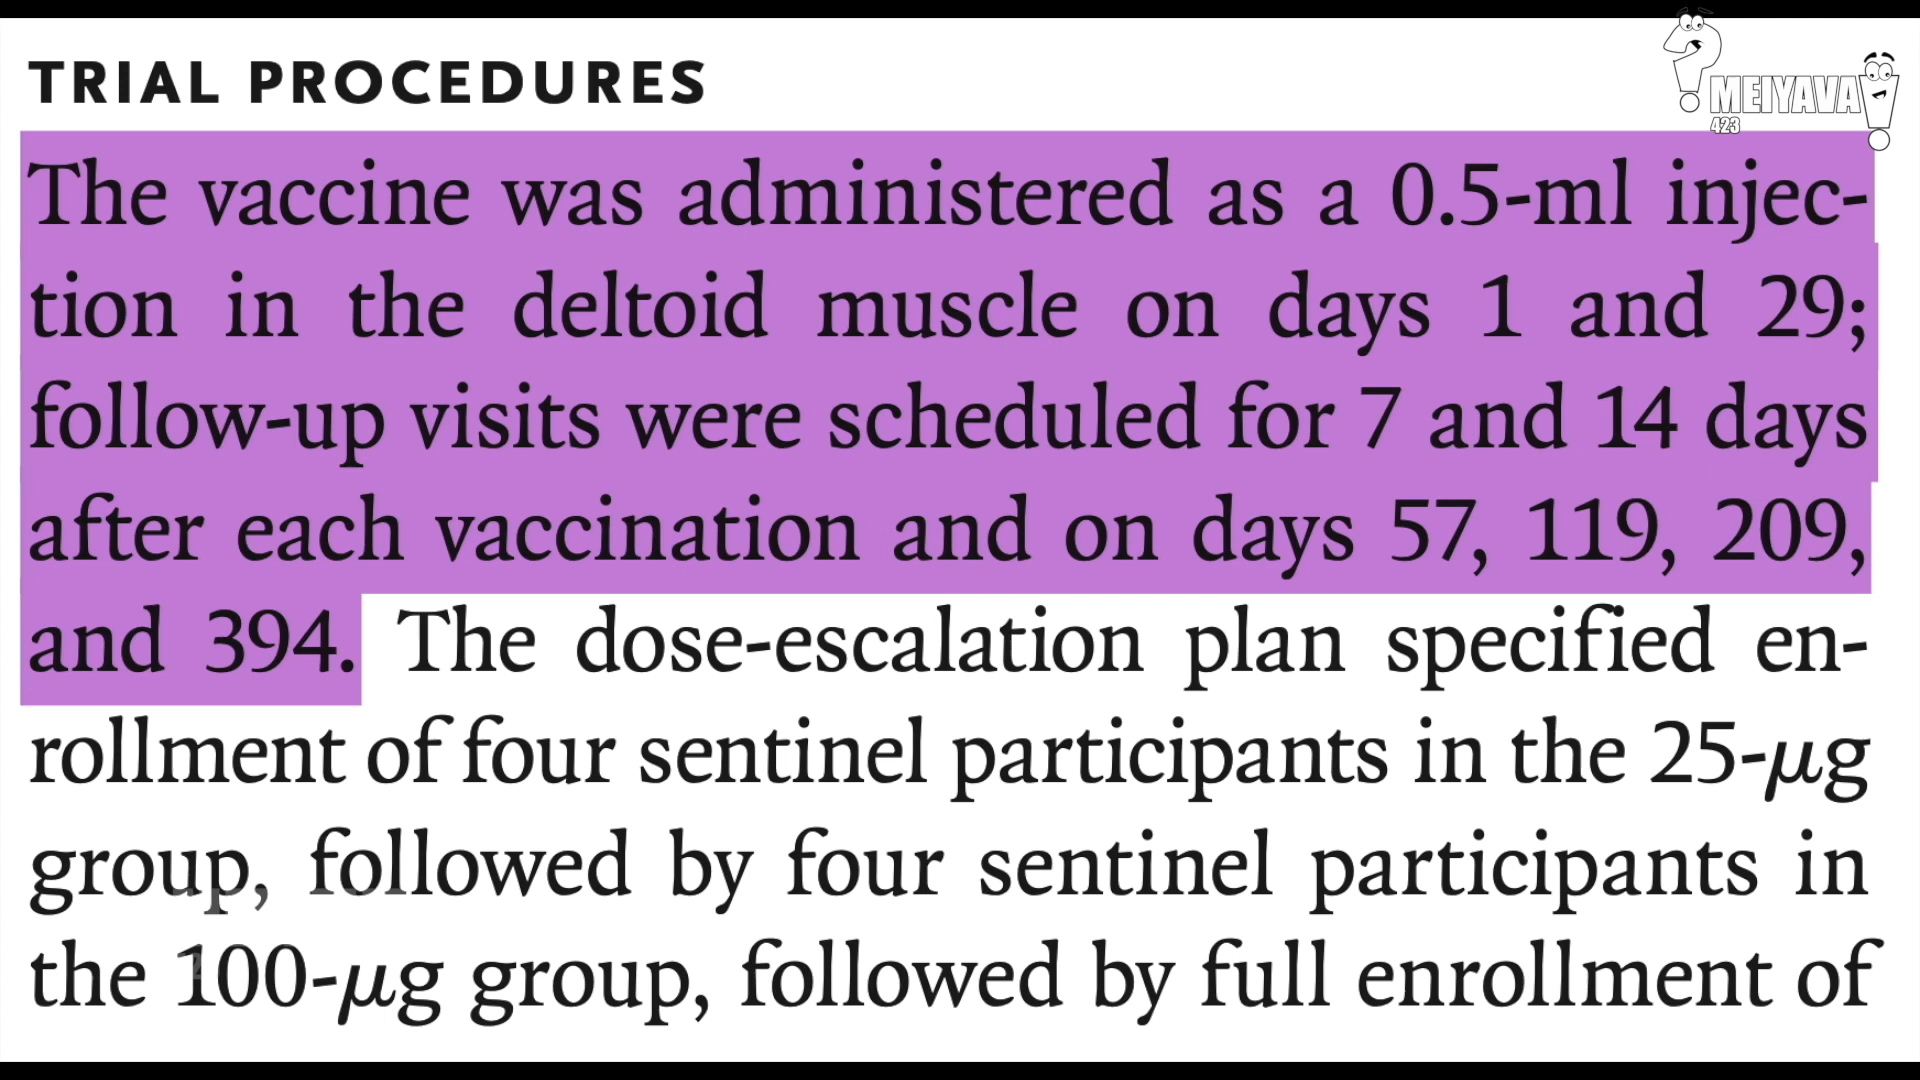 TRIAL PROCEDURES
MEIYAVA
423
The vaccine was administered as a 0.5-ml injec-
tion in the deltoid muscle on days 1 and 29;
follow-up visits were scheduled for 7 and 14 days
after each vaccination and on days 57, 119, 209,
and 394. The dose-escalation plan specified en-
rollment of four sentinel participants in the 25-μg
group, followed by four sentinel participants in
the 100-μg group, followed by full enrollment of